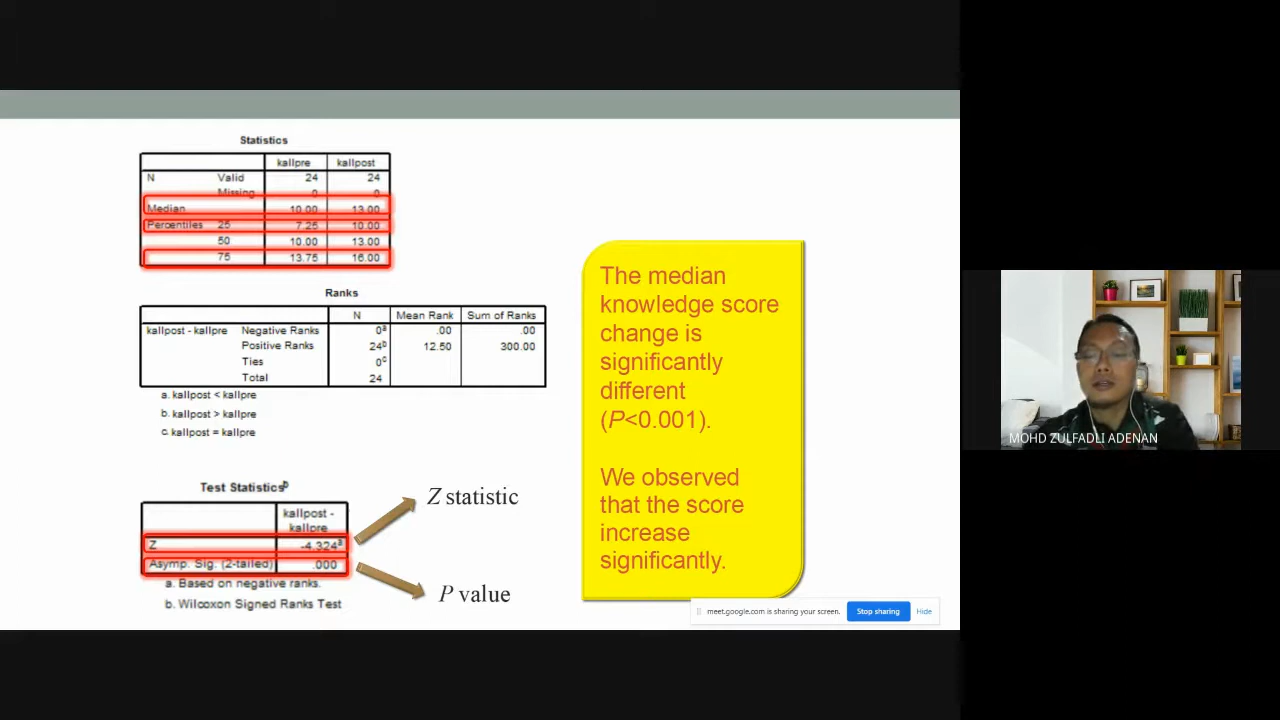 Statistics
kallpre kallpost
N Valid 24 24
Missing 0 0
Median 10.00 13.00
Percentiles 25 7.25 10.00
50 10.00 13.00
75 13.75 16.00
Ranks
N Mean Rank Sum of Ranks
kallpost - kallpre Negative Ranks 0a .00 .00
Positive Ranks 24b 12.50 300.00
Ties 0c
Total 24
a. kallpost < kallpre
b. kallpost > kallpre
c. kallpost = kallpre
Test Statisticsb
kallpost -
kallpre
Z -4.324a
Asymp. Sig. (2-tailed) .000
a. Based on negative ranks.
b. Wilcoxon Signed Ranks Test
Z statistic
P value
The median
knowledge score
change is
significantly
different
(P<0.001).
We observed
that the score
increase
significantly.
meet.google.com is sharing your screen. Stop sharing Hide
MOHD ZULFADLI ADENAN